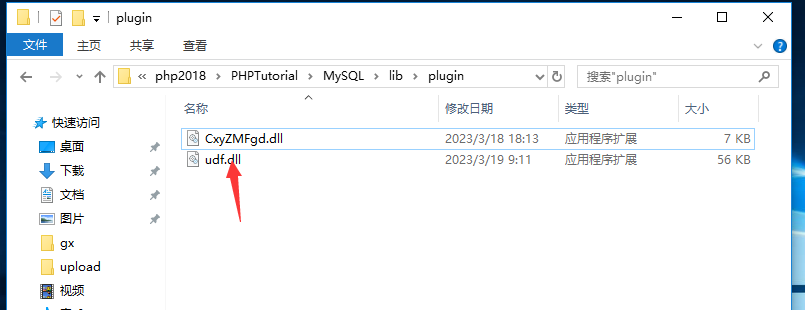 plugin
文件 主页 共享 查看
« php2018 > PHPTutorial > MySQL > lib > plugin 搜索"plugin"
名称 修改日期 类型 大小
快速访问
桌面
下载
文档
图片
gx
upload
视频
CxyZMFgd.dll 2023/3/18 18:13 应用程序扩展 7 KB
udf.dll 2023/3/19 9:11 应用程序扩展 56 KB